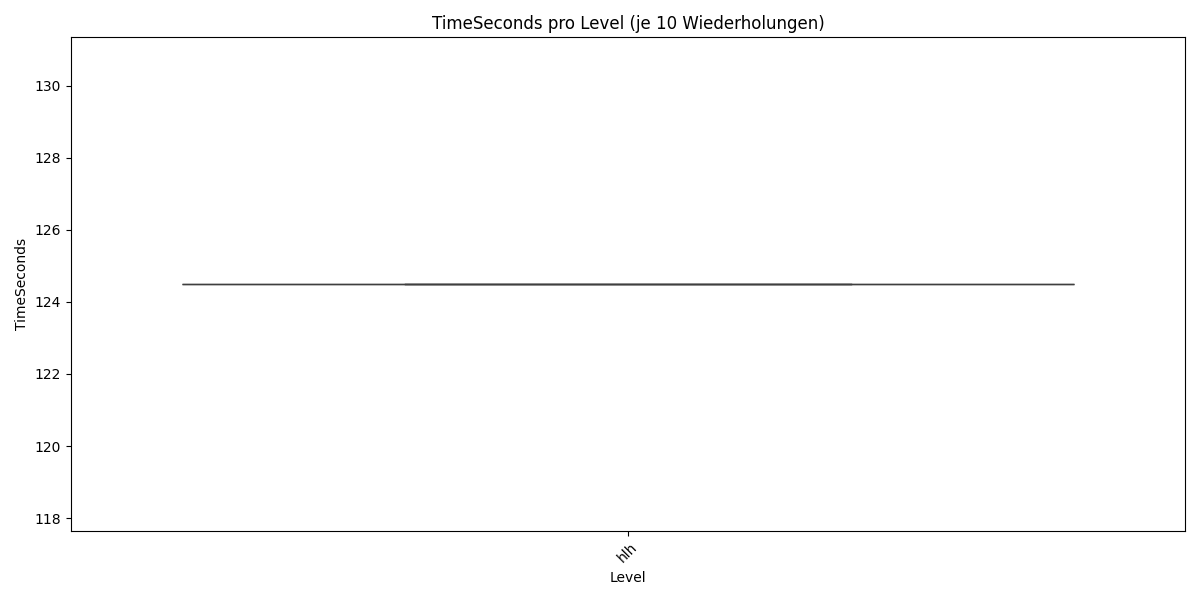 TimeSeconds pro Level (je 10 Wiederholungen)
130
128
126
124
122
120
118
TimeSeconds
hlh
Level